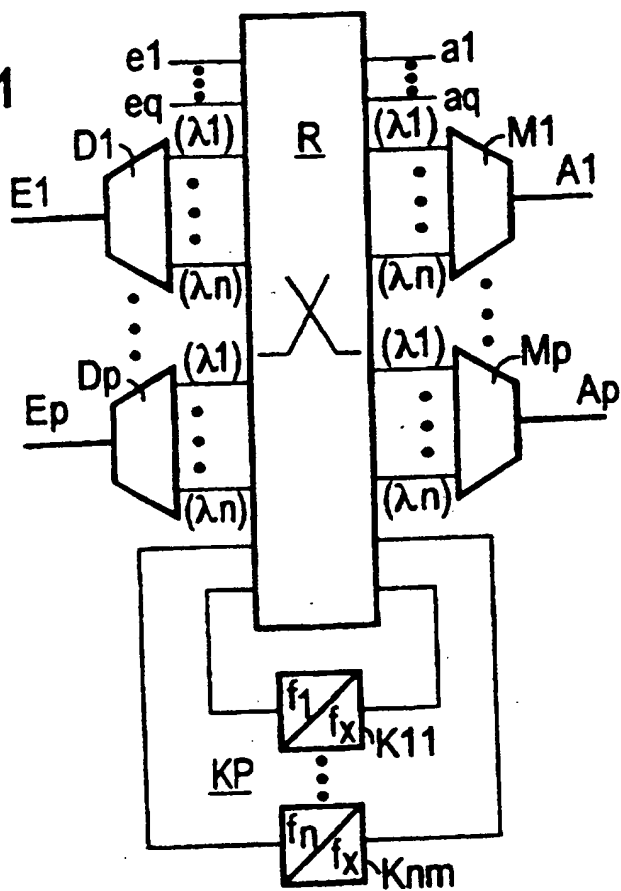 1
e1 a1
eq aq
R
(λ1) (λ1)
D1 M1
E1 A1
(λn) (λn)
(λ1) (λ1)
Dp Mp
Ep Ap
(λn) (λn)
f1 fx K11
KP
fn fx Knm